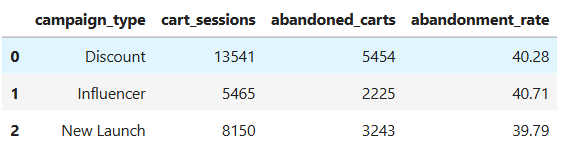 campaign_type cart_sessions abandoned_carts abandonment_rate
0 Discount 13541 5454 40.28
1 Influencer 5465 2225 40.71
2 New Launch 8150 3243 39.79